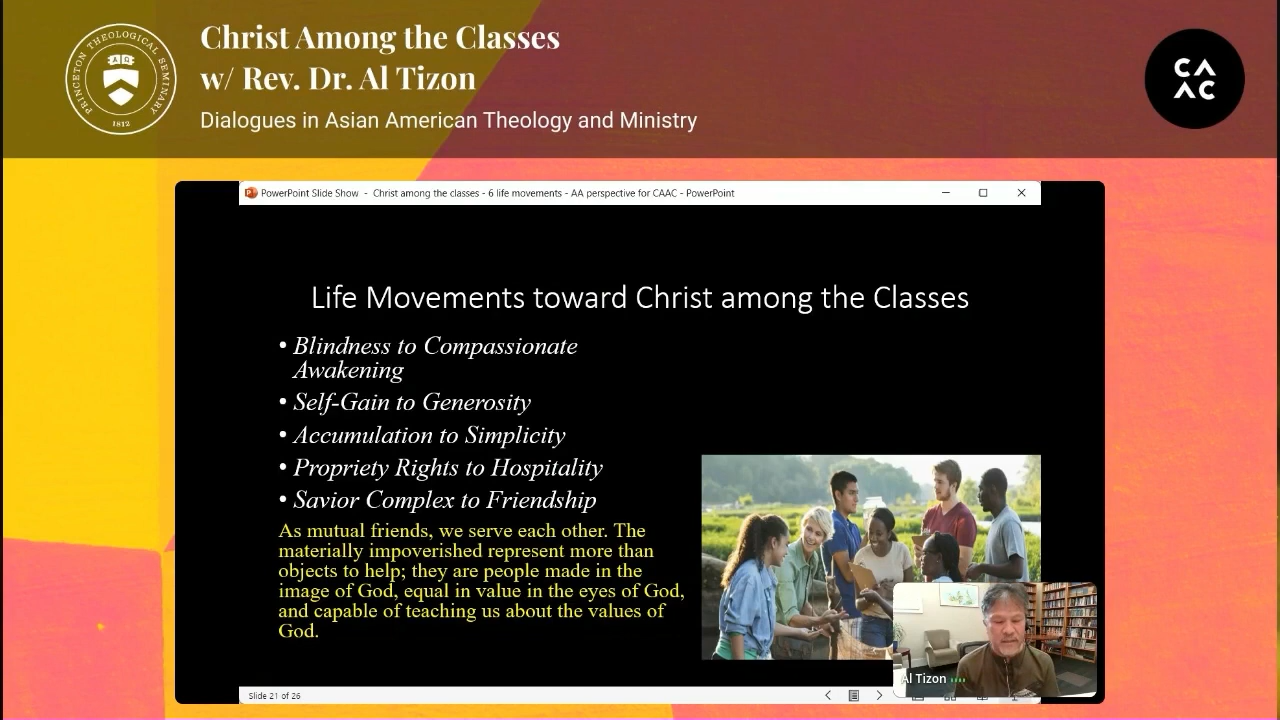 Christ Among the Classes
w/ Rev. Dr. Al Tizon
Dialogues in Asian American Theology and Ministry
PRINCETON THEOLOGICAL SEMINARY
1812
CA
AC
PowerPoint Slide Show - Christ among the classes - 6 life movements - AA perspective for CAAC - PowerPoint
Life Movements toward Christ among the Classes
• Blindness to Compassionate
Awakening
• Self-Gain to Generosity
• Accumulation to Simplicity
• Propriety Rights to Hospitality
• Savior Complex to Friendship
As mutual friends, we serve each other. The
materially impoverished represent more than
objects to help; they are people made in the
image of God, equal in value in the eyes of God,
and capable of teaching us about the values of
God.
Al Tizon
Slide 21 of 26